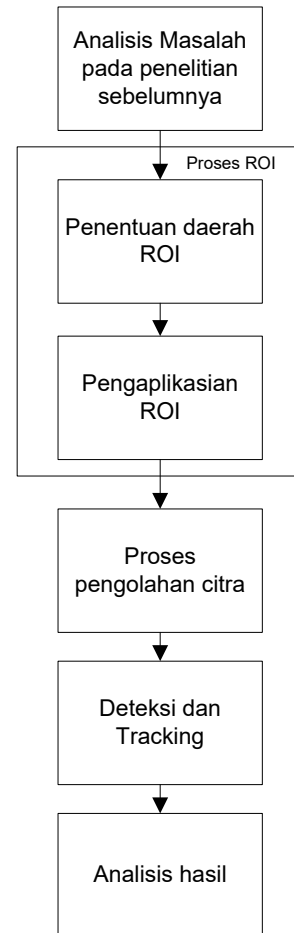 Analisis Masalah
pada penelitian
sebelumnya
Proses ROI
Penentuan daerah
ROI
Pengaplikasian
ROI
Proses
pengolahan citra
Deteksi dan
Tracking
Analisis hasil